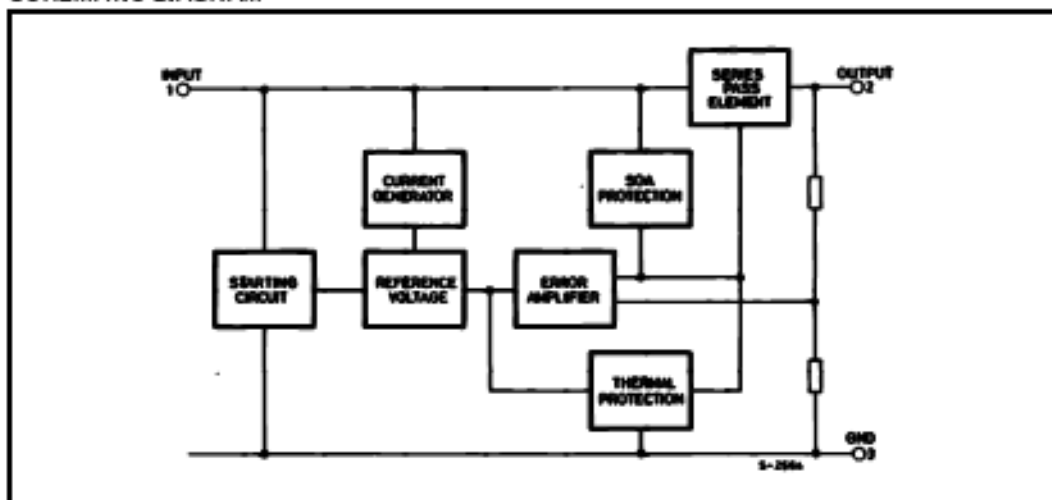 SCHEMATIC DIAGRAM
INPUT
1
SERIES
PASS
ELEMENT
OUTPUT
2
CURRENT
GENERATOR
SOA
PROTECTION
STARTING
CIRCUIT
REFERENCE
VOLTAGE
ERROR
AMPLIFIER
THERMAL
PROTECTION
GND
3